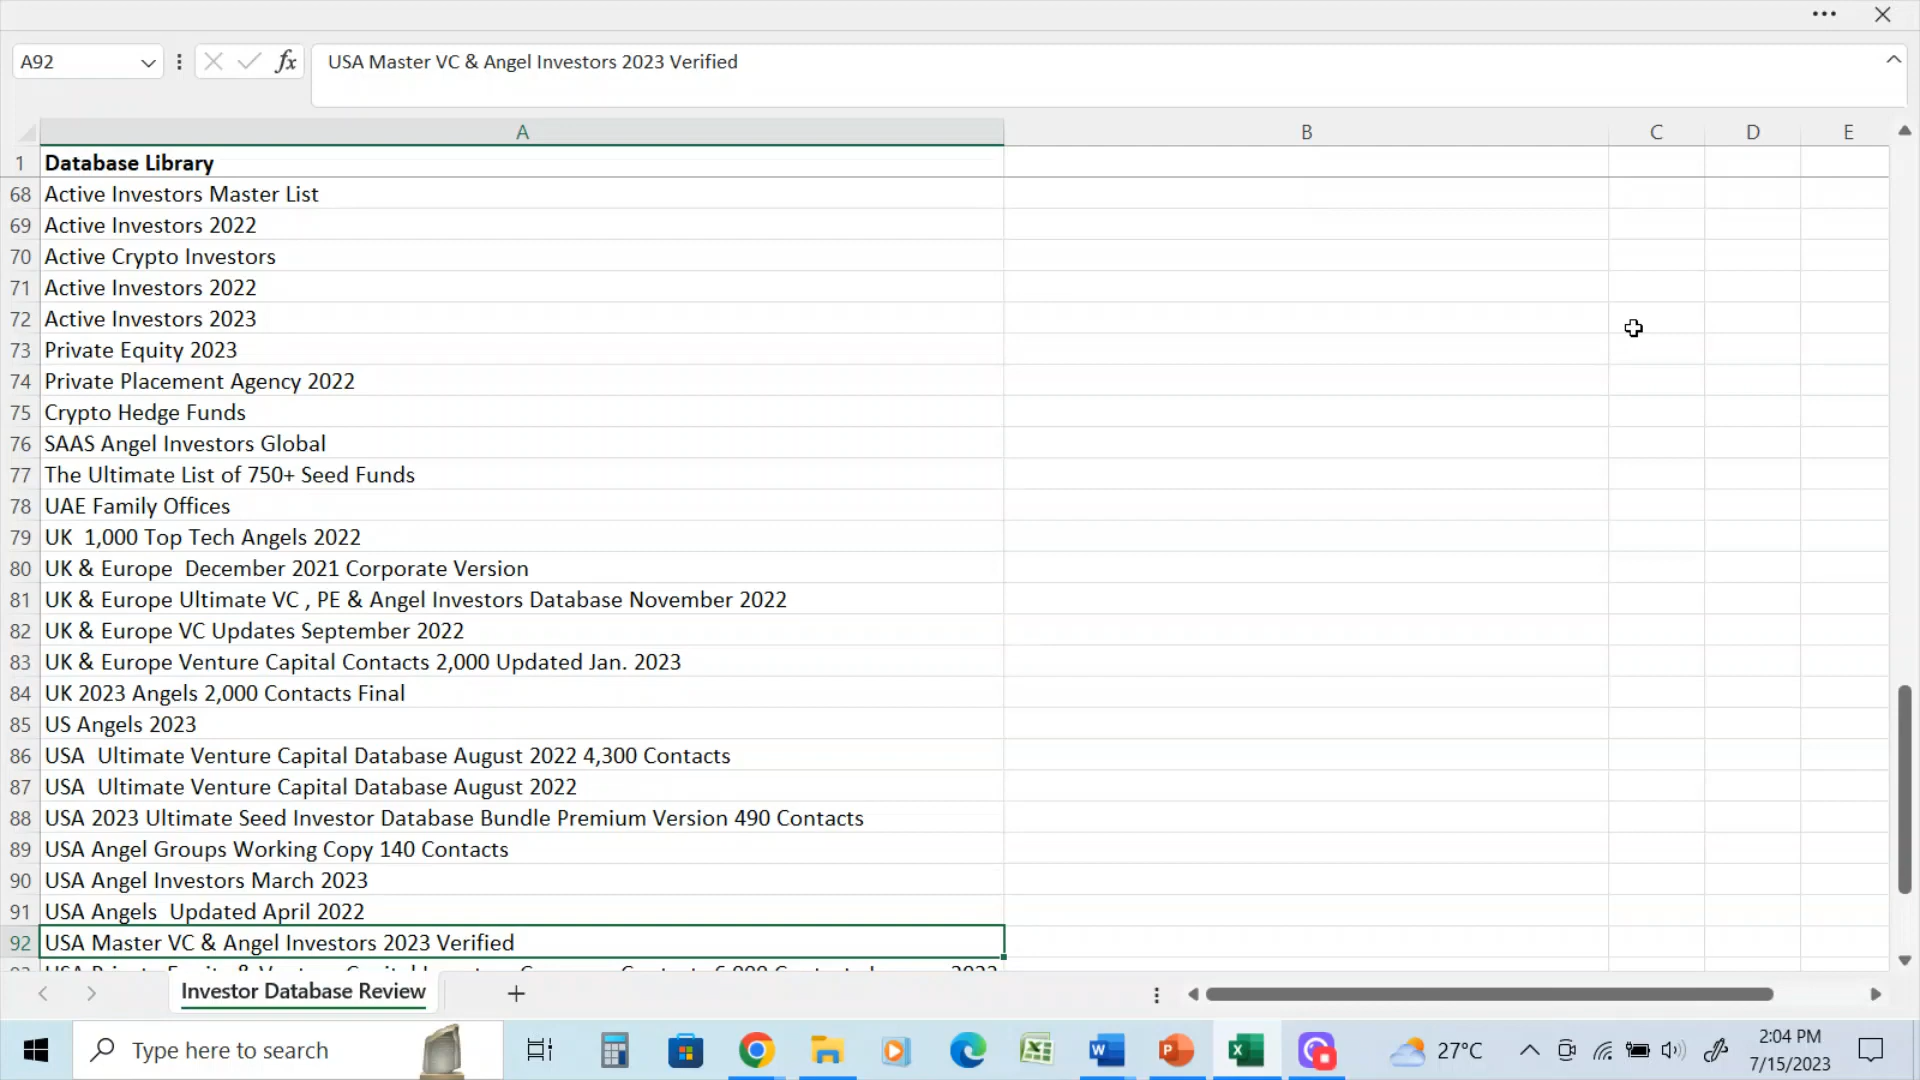 A92
fx
USA Master VC & Angel Investors 2023 Verified
A B C D E
1 Database Library
68 Active Investors Master List
69 Active Investors 2022
70 Active Crypto Investors
71 Active Investors 2022
72 Active Investors 2023
73 Private Equity 2023
74 Private Placement Agency 2022
75 Crypto Hedge Funds
76 SAAS Angel Investors Global
77 The Ultimate List of 750+ Seed Funds
78 UAE Family Offices
79 UK  1,000 Top Tech Angels 2022
80 UK & Europe  December 2021 Corporate Version
81 UK & Europe Ultimate VC , PE & Angel Investors Database November 2022
82 UK & Europe VC Updates September 2022
83 UK & Europe Venture Capital Contacts 2,000 Updated Jan. 2023
84 UK 2023 Angels 2,000 Contacts Final
85 US Angels 2023
86 USA  Ultimate Venture Capital Database August 2022 4,300 Contacts
87 USA  Ultimate Venture Capital Database August 2022
88 USA 2023 Ultimate Seed Investor Database Bundle Premium Version 490 Contacts
89 USA Angel Groups Working Copy 140 Contacts
90 USA Angel Investors March 2023
91 USA Angels  Updated April 2022
92 USA Master VC & Angel Investors 2023 Verified
Investor Database Review
Type here to search
27°C
2:04 PM
7/15/2023